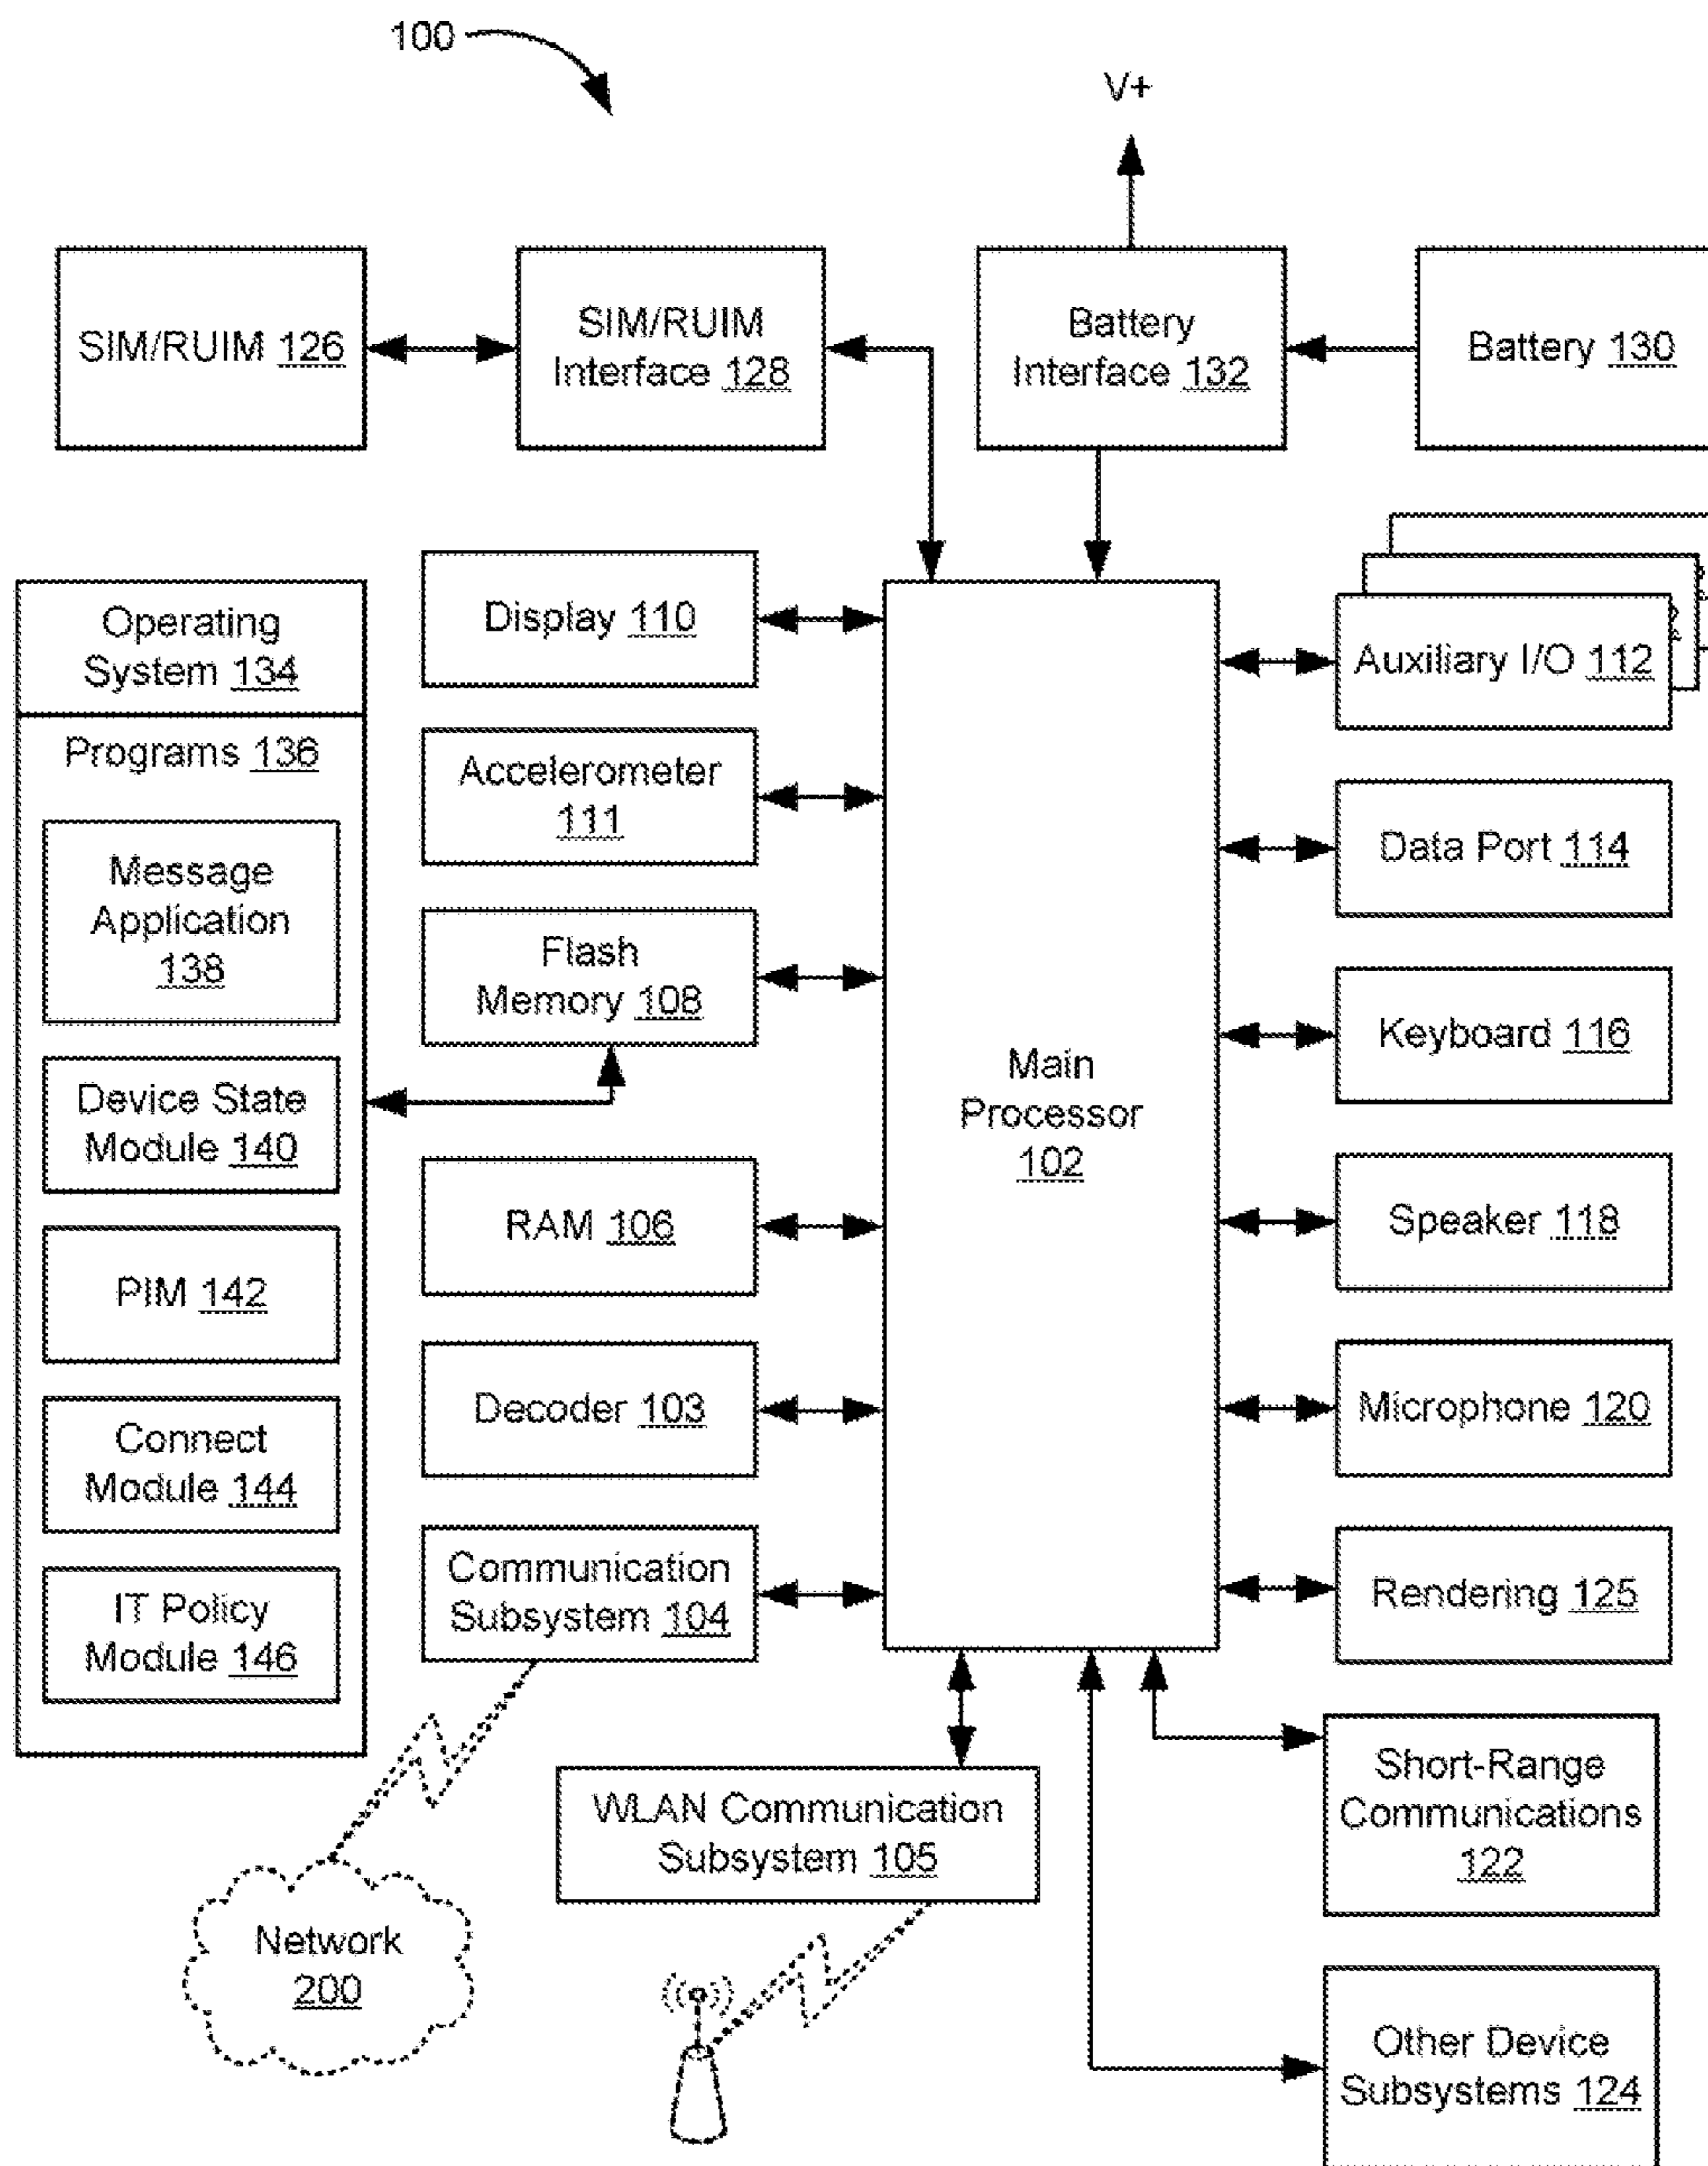 100
V+
SIM/RUIM 126
SIM/RUIM
Interface 128
Battery
Interface 132
Battery 130
Operating
System 134
Programs 136
Message
Application
138
Device State
Module 140
PIM 142
Connect
Module 144
IT Policy
Module 146
Display 110
Accelerometer
111
Flash
Memory 108
RAM 106
Decoder 103
Communication
Subsystem 104
Main
Processor
102
Auxiliary I/O 112
Data Port 114
Keyboard 116
Speaker 118
Microphone 120
Rendering 125
Short-Range
Communications
122
Other Device
Subsystems 124
WLAN Communication
Subsystem 105
Network
200